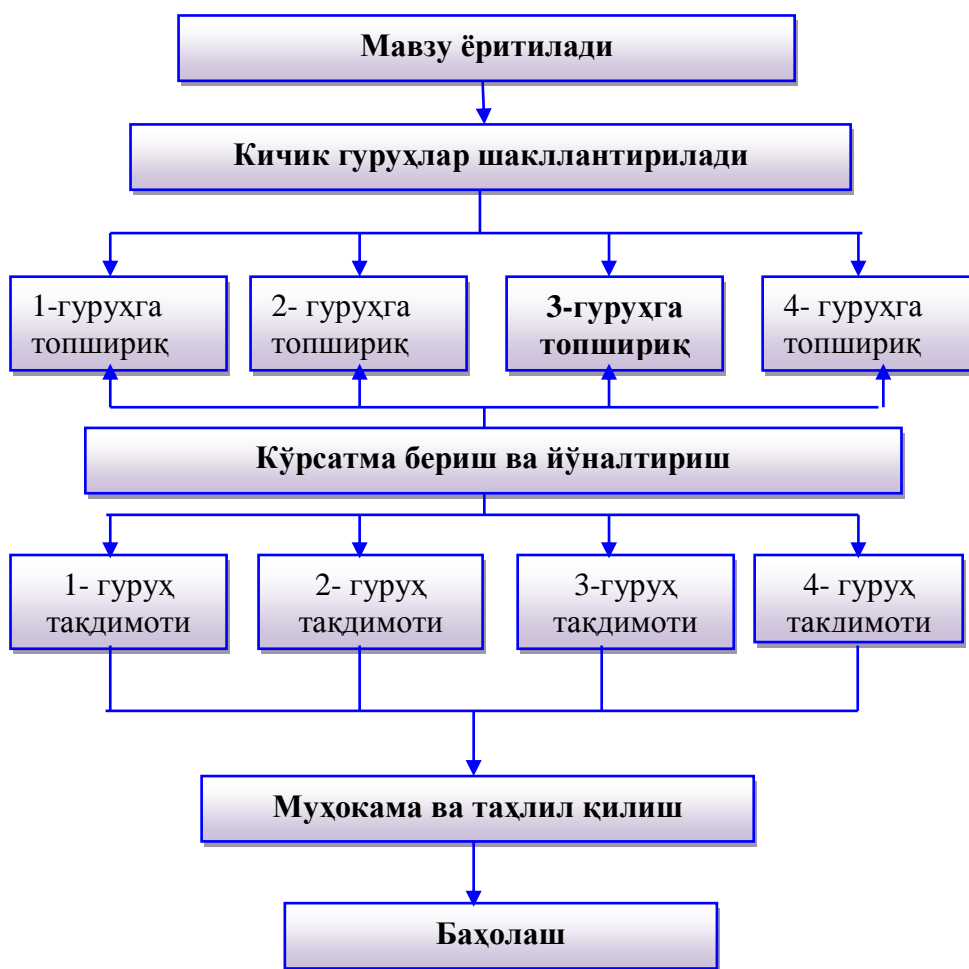 Мавзу ёритилади
Кичик гуруҳлар шакллантирилади
1-гуруҳга
топшириқ
2- гуруҳга
топшириқ
3-гуруҳга
топшириқ
4- гуруҳга
топшириқ
Кўрсатма бериш ва йўналтириш
1- гуруҳ
тақдимоти
2- гуруҳ
тақдимоти
3-гуруҳ
тақдимоти
4- гуруҳ
тақдимоти
Муҳокама ва таҳлил қилиш
Баҳолаш